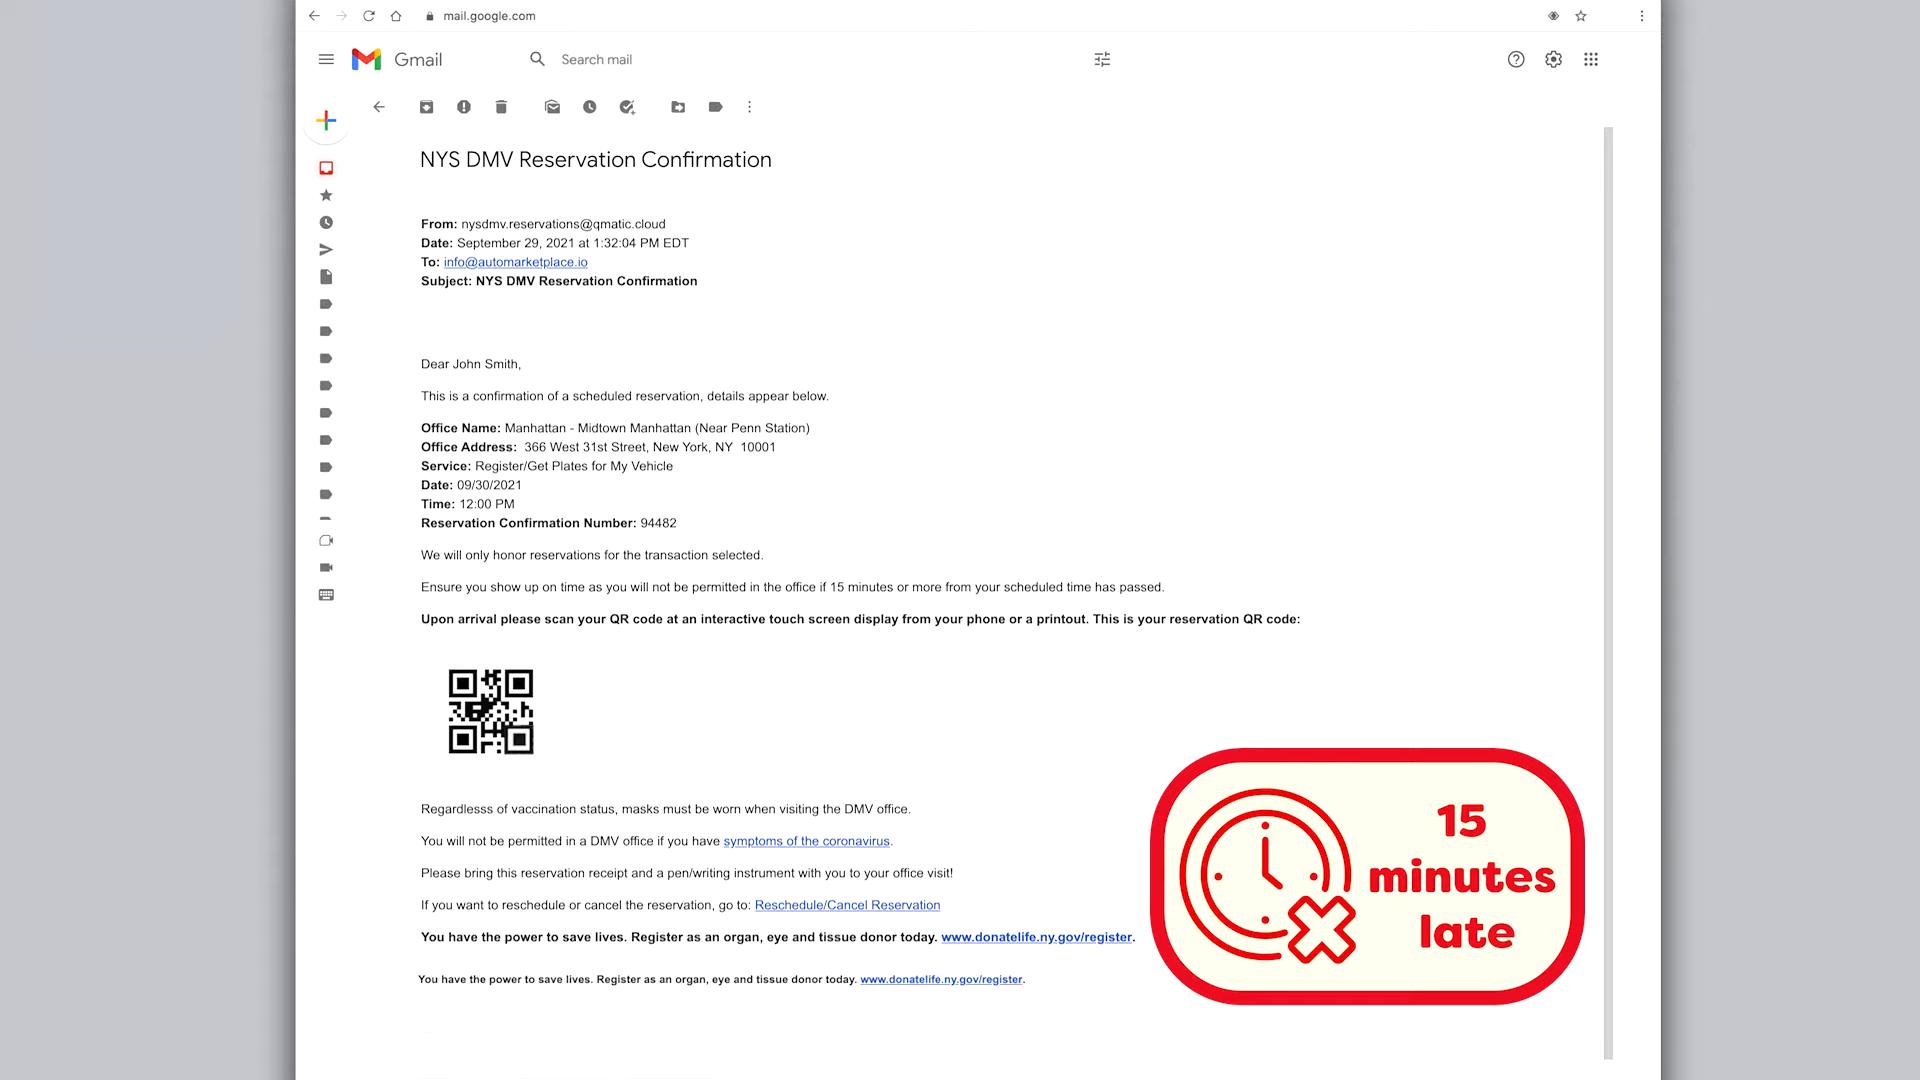 mail.google.com
Gmail
Search mail
NYS DMV Reservation Confirmation
From: nysdmv.reservations@qmatic.cloud
Date: September 29, 2021 at 1:32:04 PM EDT
To: info@automarketplace.io
Subject: NYS DMV Reservation Confirmation
Dear John Smith,
This is a confirmation of a scheduled reservation, details appear below.
Office Name: Manhattan - Midtown Manhattan (Near Penn Station)
Office Address: 366 West 31st Street, New York, NY 10001
Service: Register/Get Plates for My Vehicle
Date: 09/30/2021
Time: 12:00 PM
Reservation Confirmation Number: 94482
We will only honor reservations for the transaction selected.
Ensure you show up on time as you will not be permitted in the office if 15 minutes or more from your scheduled time has passed.
Upon arrival please scan your QR code at an interactive touch screen display from your phone or a printout. This is your reservation QR code:
Regardlesss of vaccination status, masks must be worn when visiting the DMV office.
You will not be permitted in a DMV office if you have symptoms of the coronavirus.
Please bring this reservation receipt and a pen/writing instrument with you to your office visit!
If you want to reschedule or cancel the reservation, go to: Reschedule/Cancel Reservation
You have the power to save lives. Register as an organ, eye and tissue donor today. www.donatelife.ny.gov/register.
You have the power to save lives. Register as an organ, eye and tissue donor today. www.donatelife.ny.gov/register.
15
minutes
late